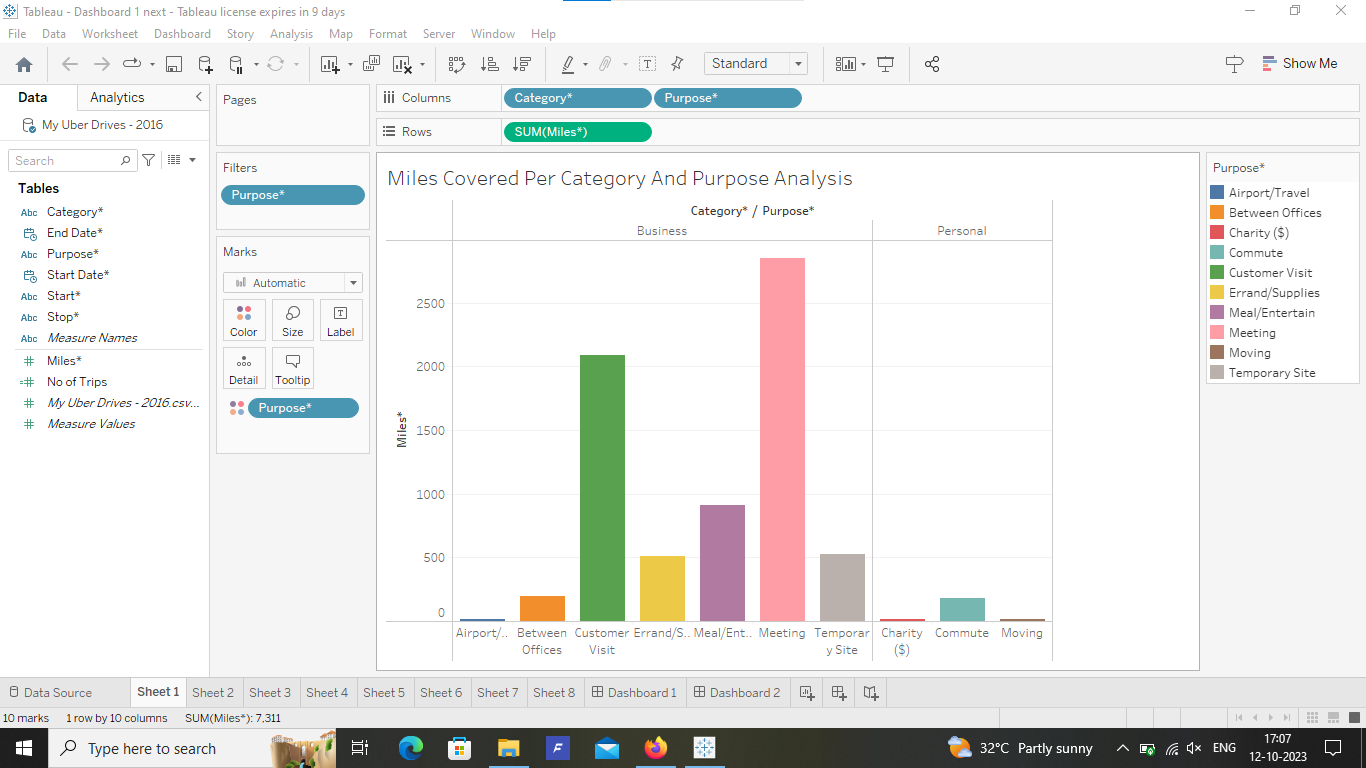 Tableau - Dashboard 1 next - Tableau license expires in 9 days
File Data Worksheet Dashboard Story Analysis Map Format Server Window Help
Standard
Show Me
Data Analytics
My Uber Drives - 2016
Search
Tables
Abc Category*
End Date*
Abc Purpose*
Start Date*
Abc Start*
Abc Stop*
Abc Measure Names
# Miles*
=# No of Trips
# My Uber Drives - 2016.csv...
# Measure Values
Pages
Filters
Purpose*
Marks
Automatic
Color Size Label
Detail Tooltip
Purpose*
Columns Category* Purpose*
Rows SUM(Miles*)
Miles Covered Per Category And Purpose Analysis
Category* / Purpose*
Business Personal
Miles*
2500
2000
1500
1000
500
0
Airport/.. Between Offices Customer Visit Errand/S.. Meal/Ent.. Meeting Temporary Site Charity ($) Commute Moving
Purpose*
Airport/Travel
Between Offices
Charity ($)
Commute
Customer Visit
Errand/Supplies
Meal/Entertain
Meeting
Moving
Temporary Site
Data Source Sheet 1 Sheet 2 Sheet 3 Sheet 4 Sheet 5 Sheet 6 Sheet 7 Sheet 8 Dashboard 1 Dashboard 2
10 marks 1 row by 10 columns SUM(Miles*): 7,311
Type here to search
F
32°C Partly sunny
ENG
17:07
12-10-2023